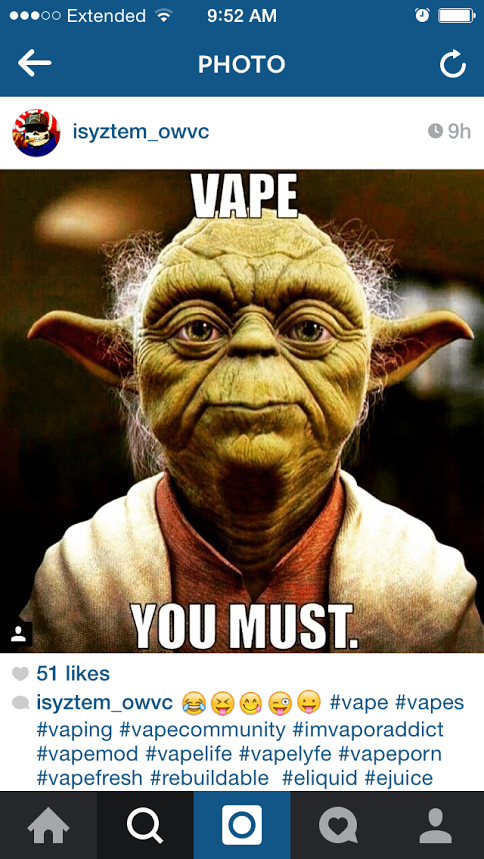 Extended 9:52 AM
PHOTO
isyztem_owvc 9h
VAPE
YOU MUST.
51 likes
isyztem_owvc 😂😝😋😜😛 #vape #vapes
#vaping #vapecommunity #imvaporaddict
#vapemod #vapelife #vapelyfe #vapeporn
#vapefresh #rebuildable #eliquid #ejuice